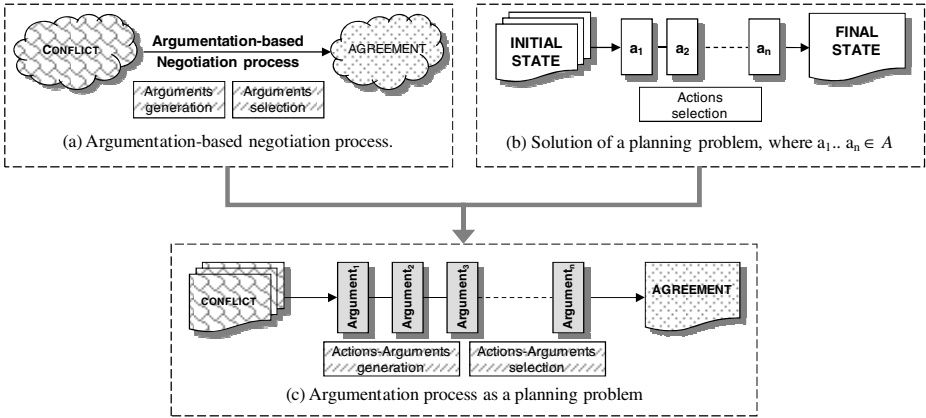 CONFLICT
Argumentation-based
Negotiation process
AGREEMENT
Arguments
generation
Arguments
selection
(a) Argumentation-based negotiation process.
INITIAL
STATE
a1
a2
an
FINAL
STATE
Actions
selection
(b) Solution of a planning problem, where a1.. an ∈ A
CONFLICT
Argument1
Argument2
Argument3
Argumentn
AGREEMENT
Actions-Arguments
generation
Actions-Arguments
selection
(c) Argumentation process as a planning problem